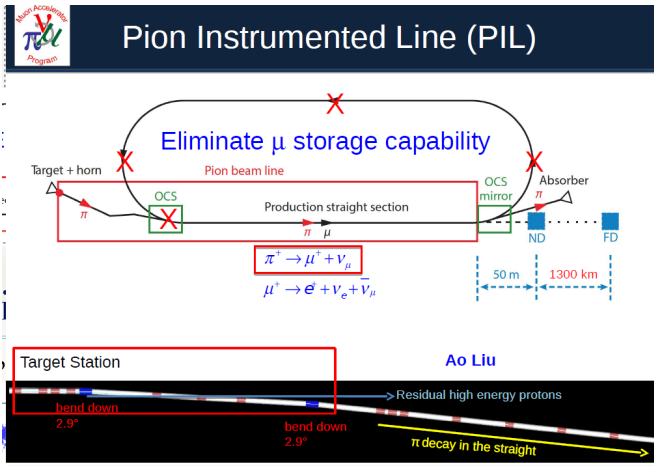 Muon Accelerator
πνμ
Program
Pion Instrumented Line (PIL)
Eliminate μ storage capability
Target + horn
Pion beam line
OCS
OCS
mirror
Absorber
π
π
Production straight section
π μ
ND
FD
π⁺ → μ⁺ + ν_μ
μ⁺ → e⁺ + ν_e + ν̄_μ
50 m
1300 km
Target Station
Ao Liu
Residual high energy protons
bend down
2.9°
bend down
2.9°
π decay in the straight